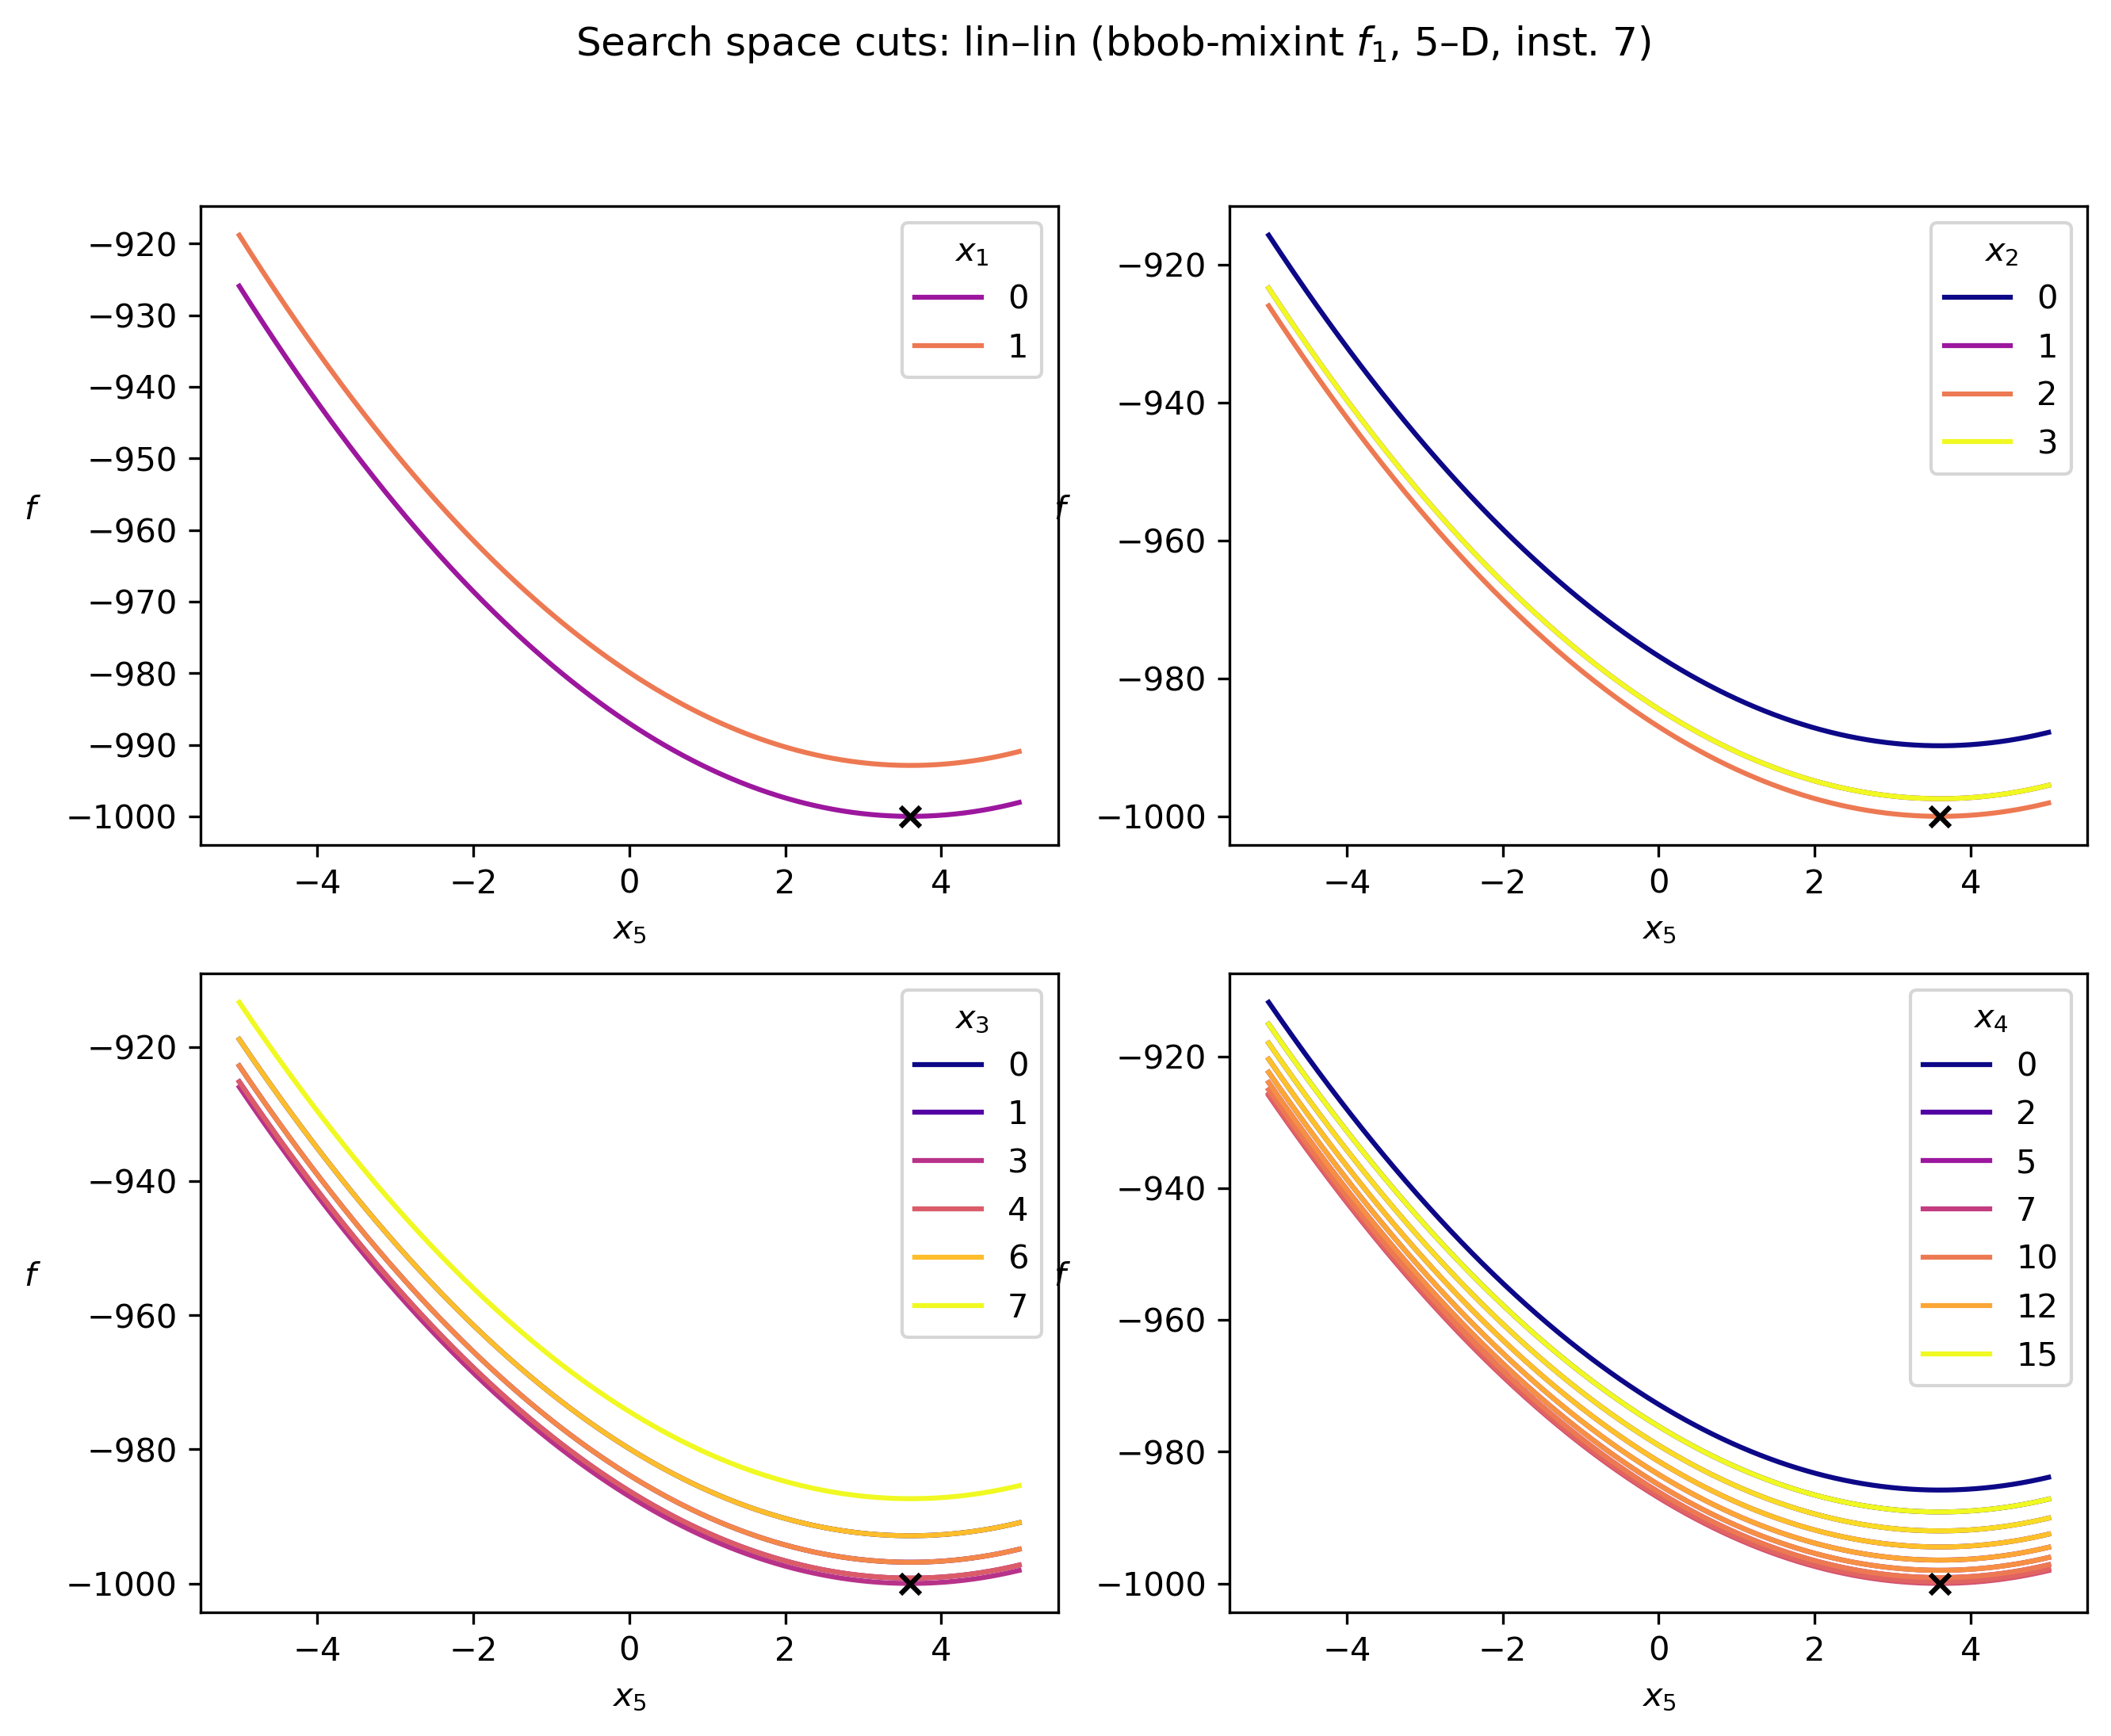 Search space cuts: lin–lin (bbob-mixint f₁, 5–D, inst. 7)
−920
−930
−940
−950
−960
−970
−980
−990
−1000
f
−4 −2 0 2 4
x₅
x₁
0
1
−920
−940
−960
−980
−1000
f
−4 −2 0 2 4
x₅
x₂
0
1
2
3
−920
−940
−960
−980
−1000
f
−4 −2 0 2 4
x₅
x₃
0
1
3
4
6
7
−920
−940
−960
−980
−1000
f
−4 −2 0 2 4
x₅
x₄
0
2
5
7
10
12
15